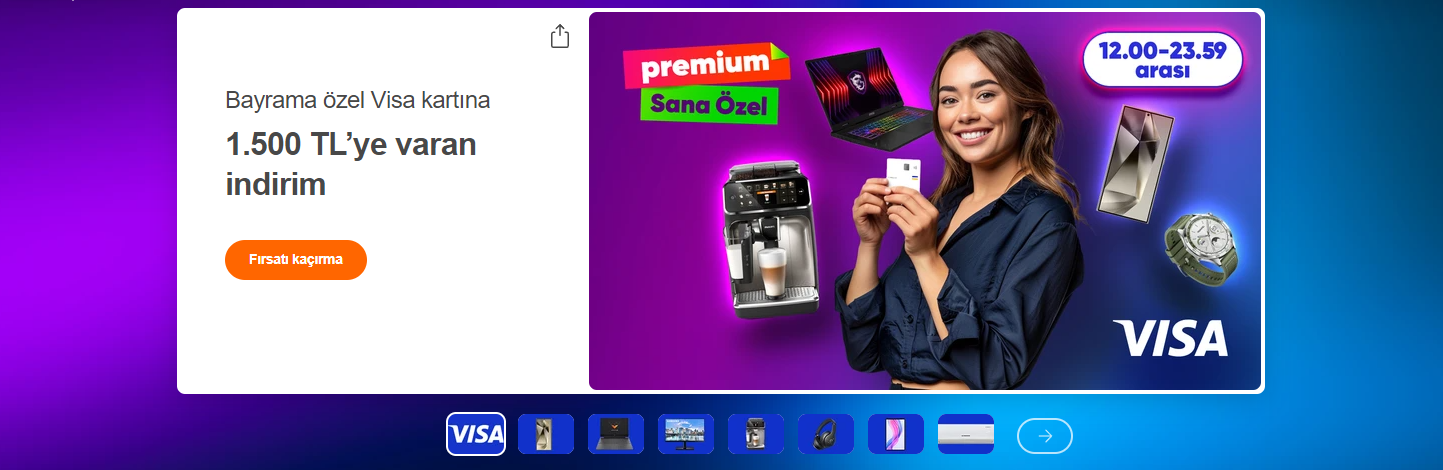 Bayrama özel Visa kartına
1.500 TL’ye varan
indirim
Fırsatı kaçırma
premium
Sana Özel
12.00-23.59
arası
VISA
VISA